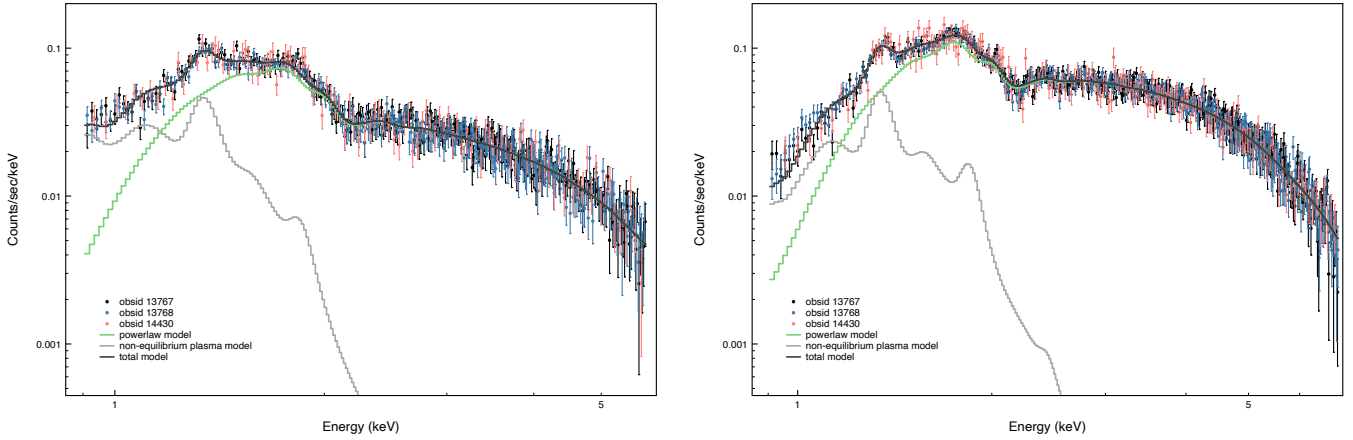 0.1
0.01
0.001
Counts/sec/keV
obsid 13767
obsid 13768
obsid 14430
powerlaw model
non-equilibrium plasma model
total model
1
5
Energy (keV)
0.1
0.01
0.001
Counts/sec/keV
obsid 13767
obsid 13768
obsid 14430
powerlaw model
non-equilibrium plasma model
total model
1
5
Energy (keV)